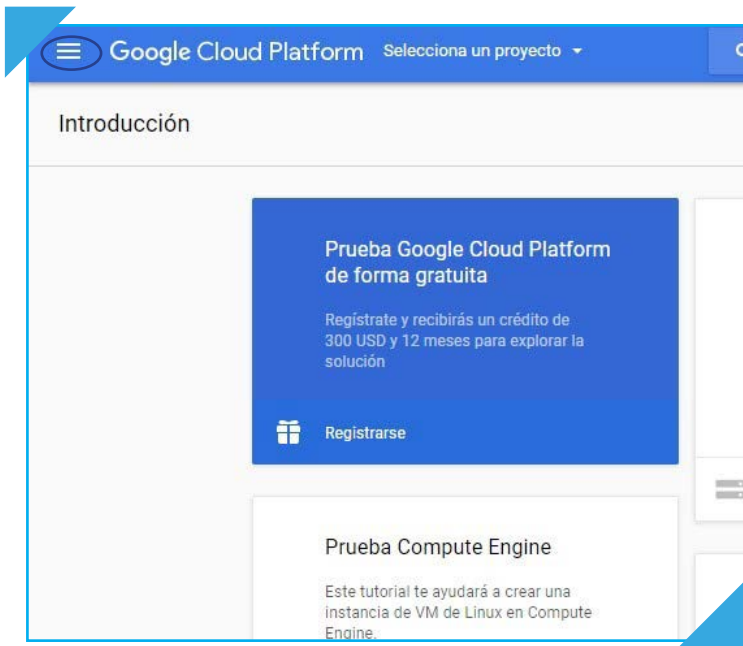 Google Cloud Platform Selecciona un proyecto
Introducción
Prueba Google Cloud Platform
de forma gratuita
Regístrate y recibirás un crédito de
300 USD y 12 meses para explorar la
solución
Registrarse
Prueba Compute Engine
Este tutorial te ayudará a crear una
instancia de VM de Linux en Compute
Engine.